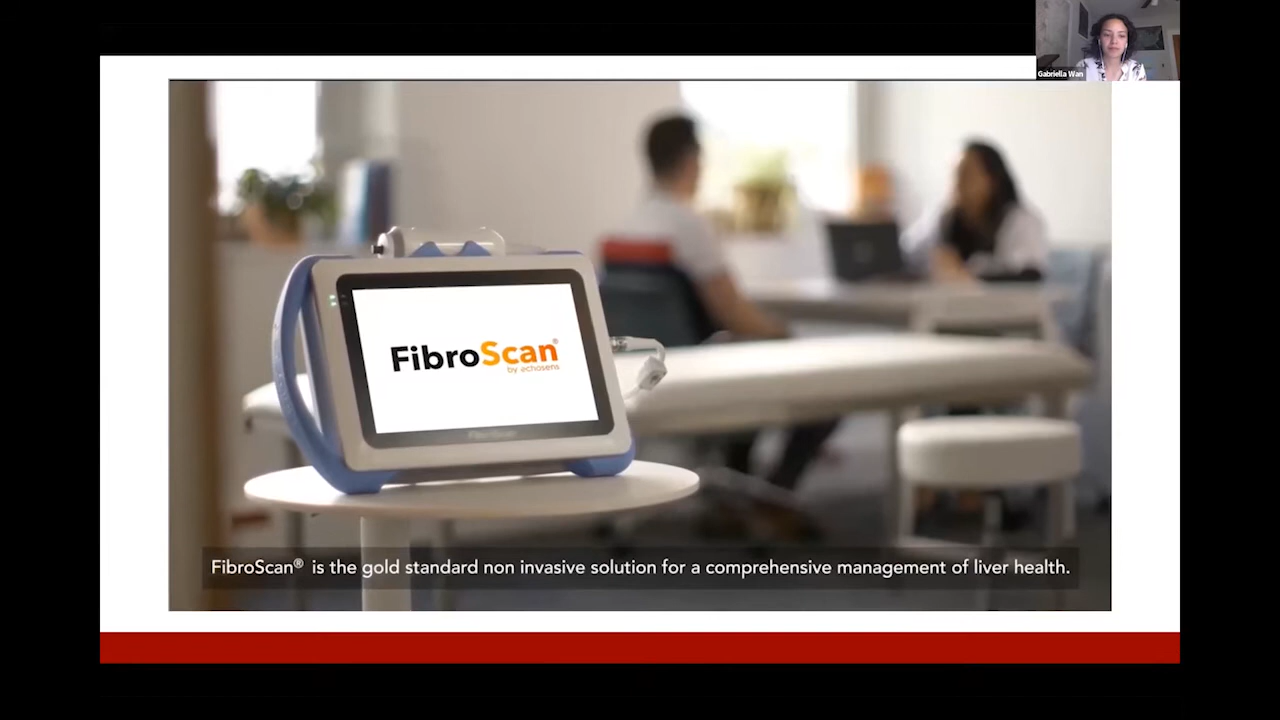 Gabriella Wan
FibroScan®
by echosens
FibroScan® is the gold standard non invasive solution for a comprehensive management of liver health.